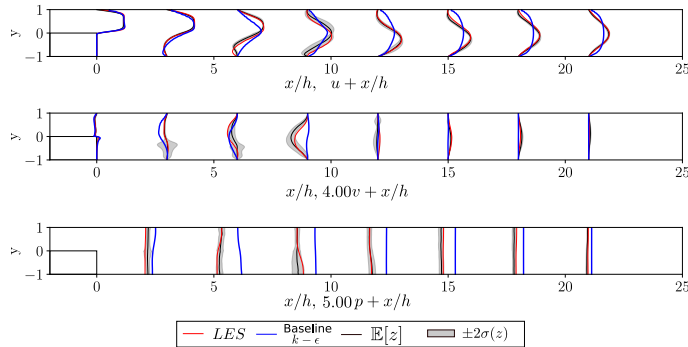 1
y
0
−1
0 5 10 15 20 25
x/h, u + x/h
1
y
0
−1
0 5 10 15 20 25
x/h, 4.00v + x/h
1
y
0
−1
0 5 10 15 20 25
x/h, 5.00 p + x/h
LES Baseline k − ϵ 𝔼[z] ±2σ(z)